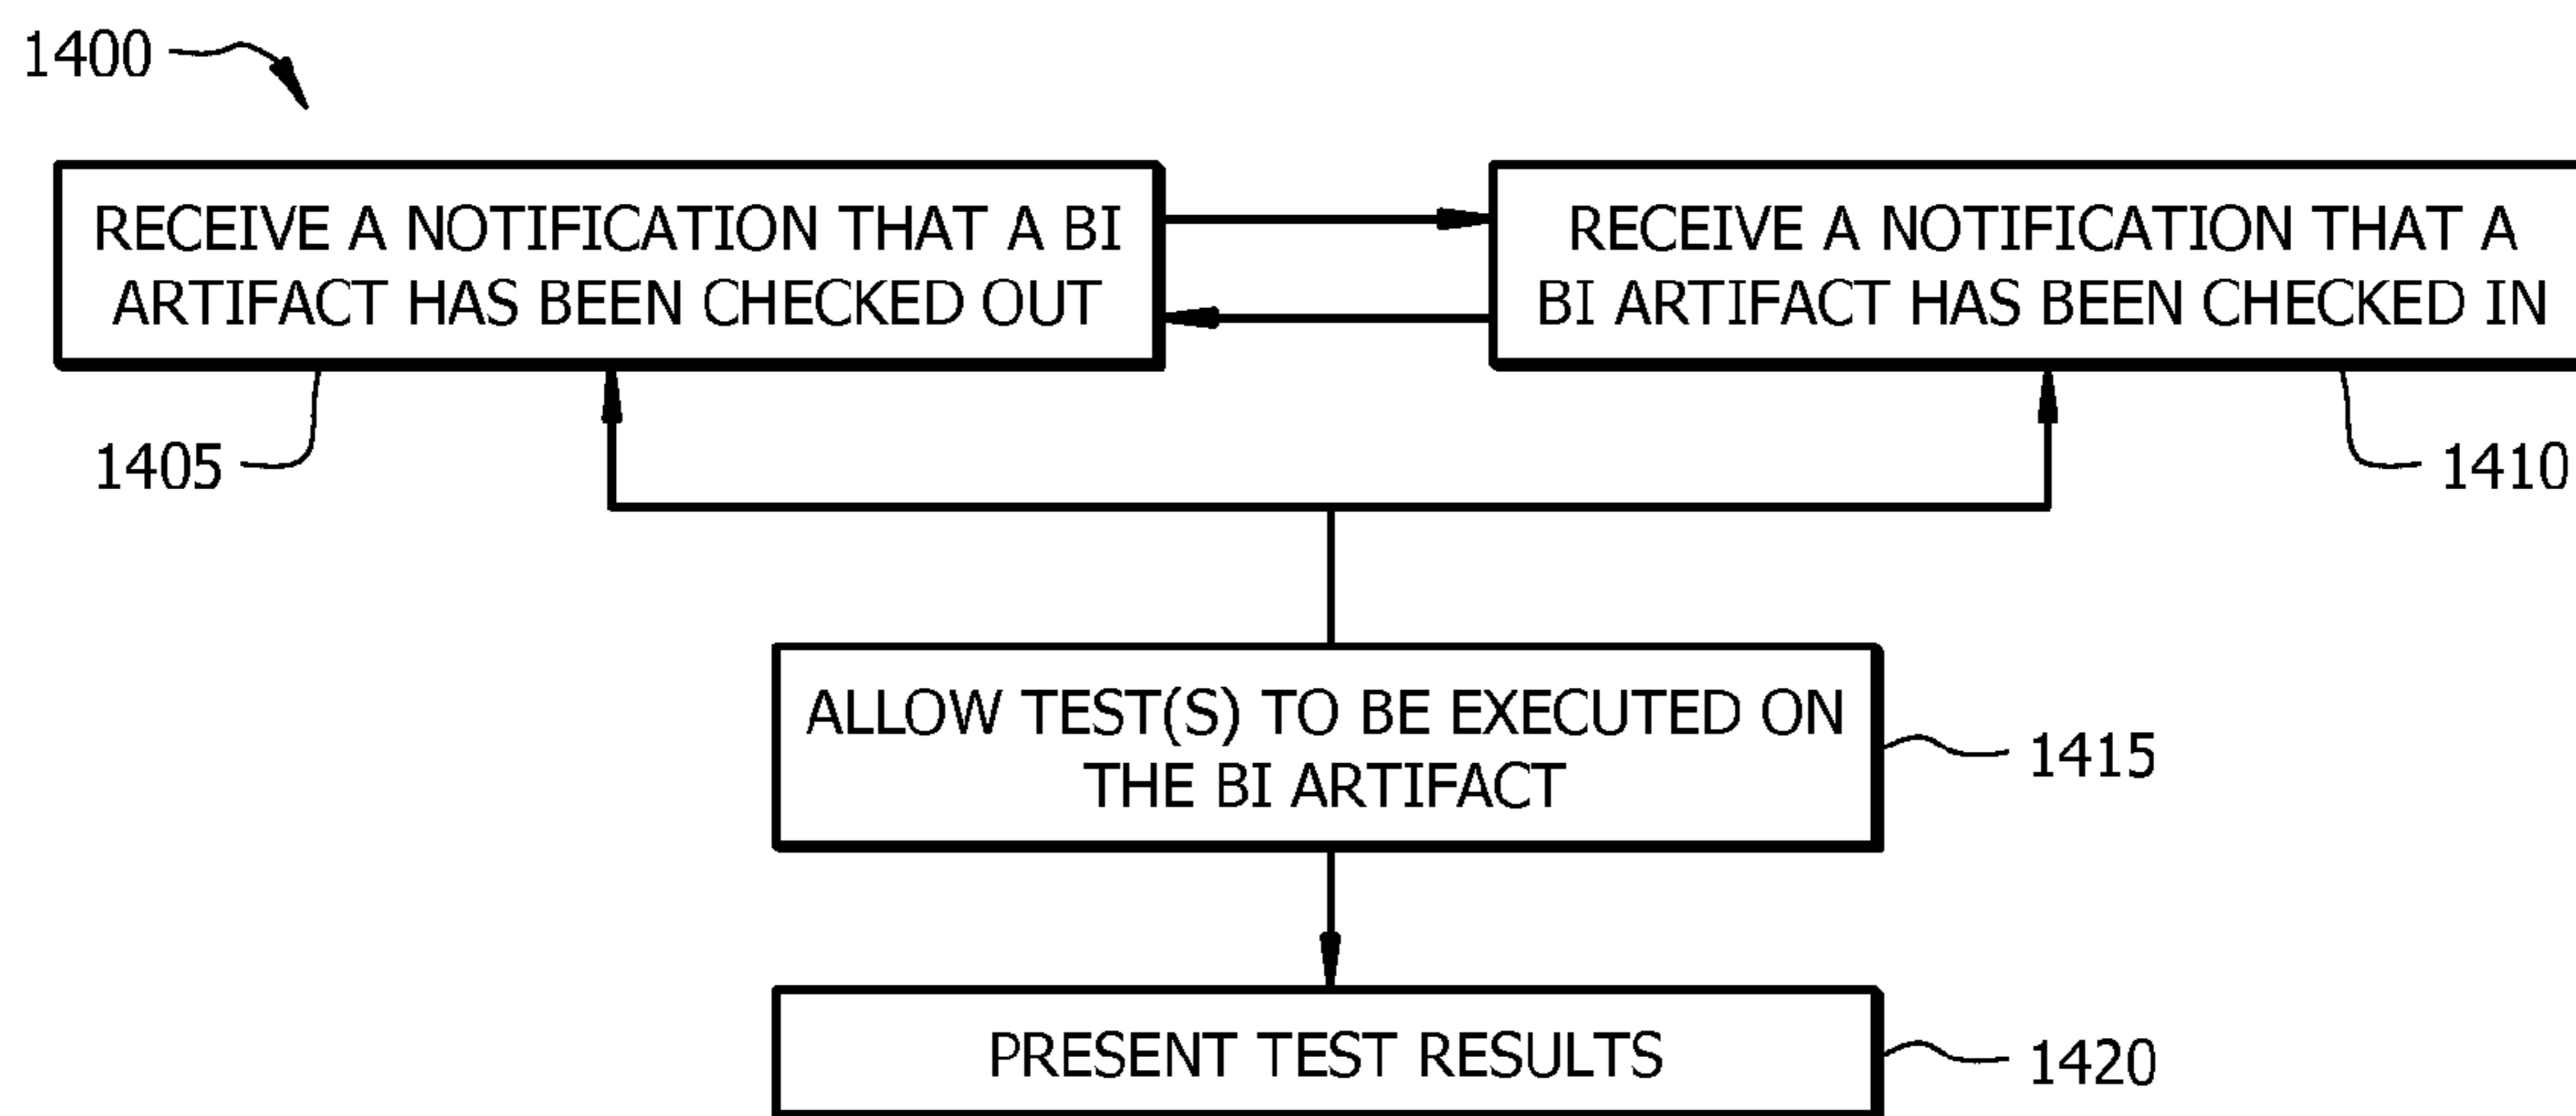 1400
RECEIVE A NOTIFICATION THAT A BI
ARTIFACT HAS BEEN CHECKED OUT
RECEIVE A NOTIFICATION THAT A
BI ARTIFACT HAS BEEN CHECKED IN
1405
1410
ALLOW TEST(S) TO BE EXECUTED ON
THE BI ARTIFACT
1415
PRESENT TEST RESULTS
1420